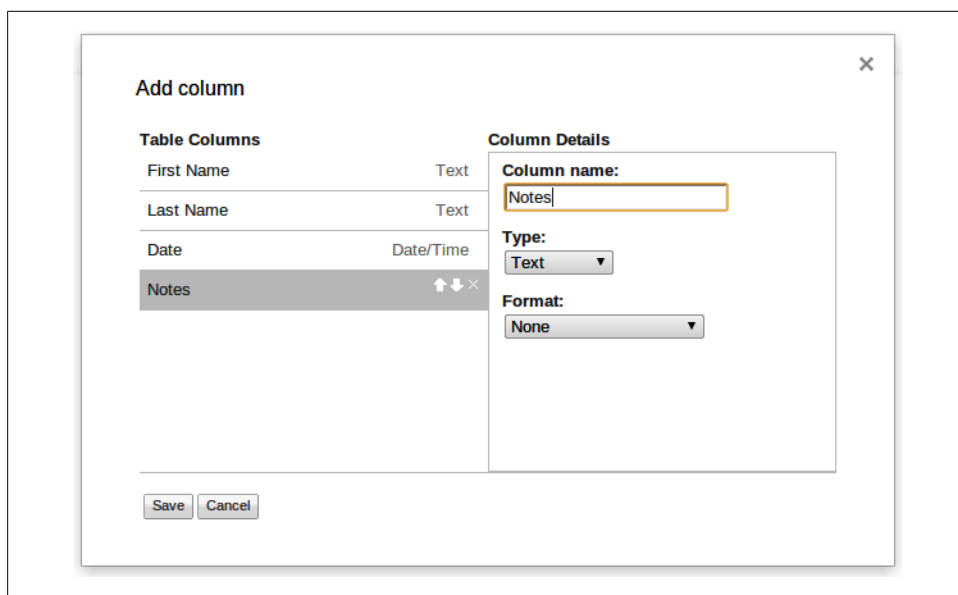 Add column
Table Columns
First Name Text
Last Name Text
Date Date/Time
Notes
Column Details
Column name:
Notes
Type:
Text
Format:
None
Save Cancel